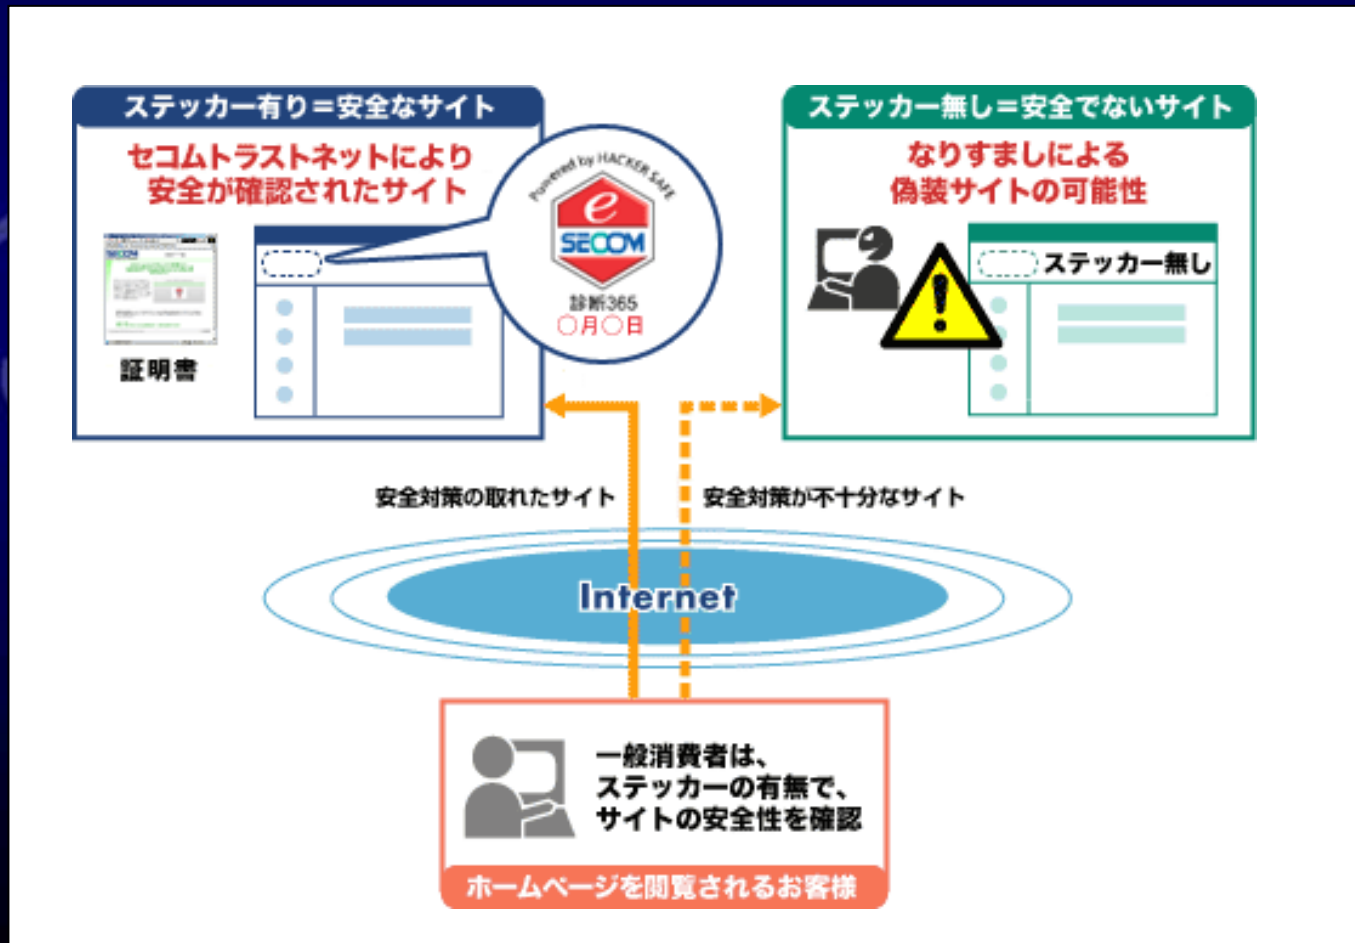 ステッカー有り＝安全なサイト
セコムトラストネットにより
安全が確認されたサイト
Powered by HACKER SAFE
e
SECOM
診断365
〇月〇日
SECOM
証明書
ステッカー無し＝安全でないサイト
なりすましによる
偽装サイトの可能性
ステッカー無し
安全対策の取れたサイト
安全対策が不十分なサイト
Internet
一般消費者は、
ステッカーの有無で、
サイトの安全性を確認
ホームページを閲覧されるお客様